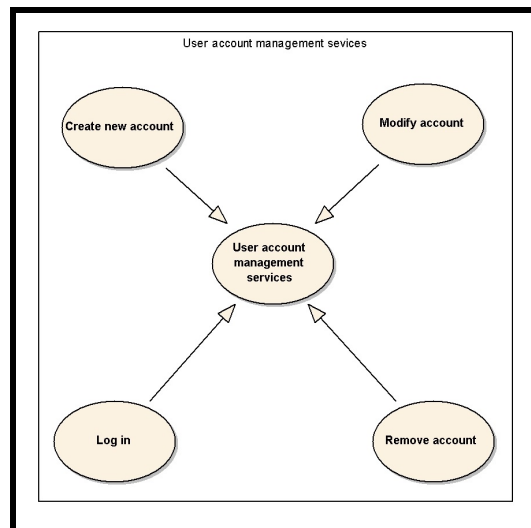 User account management sevices
Create new account
Modify account
User account
management
services
Log in
Remove account